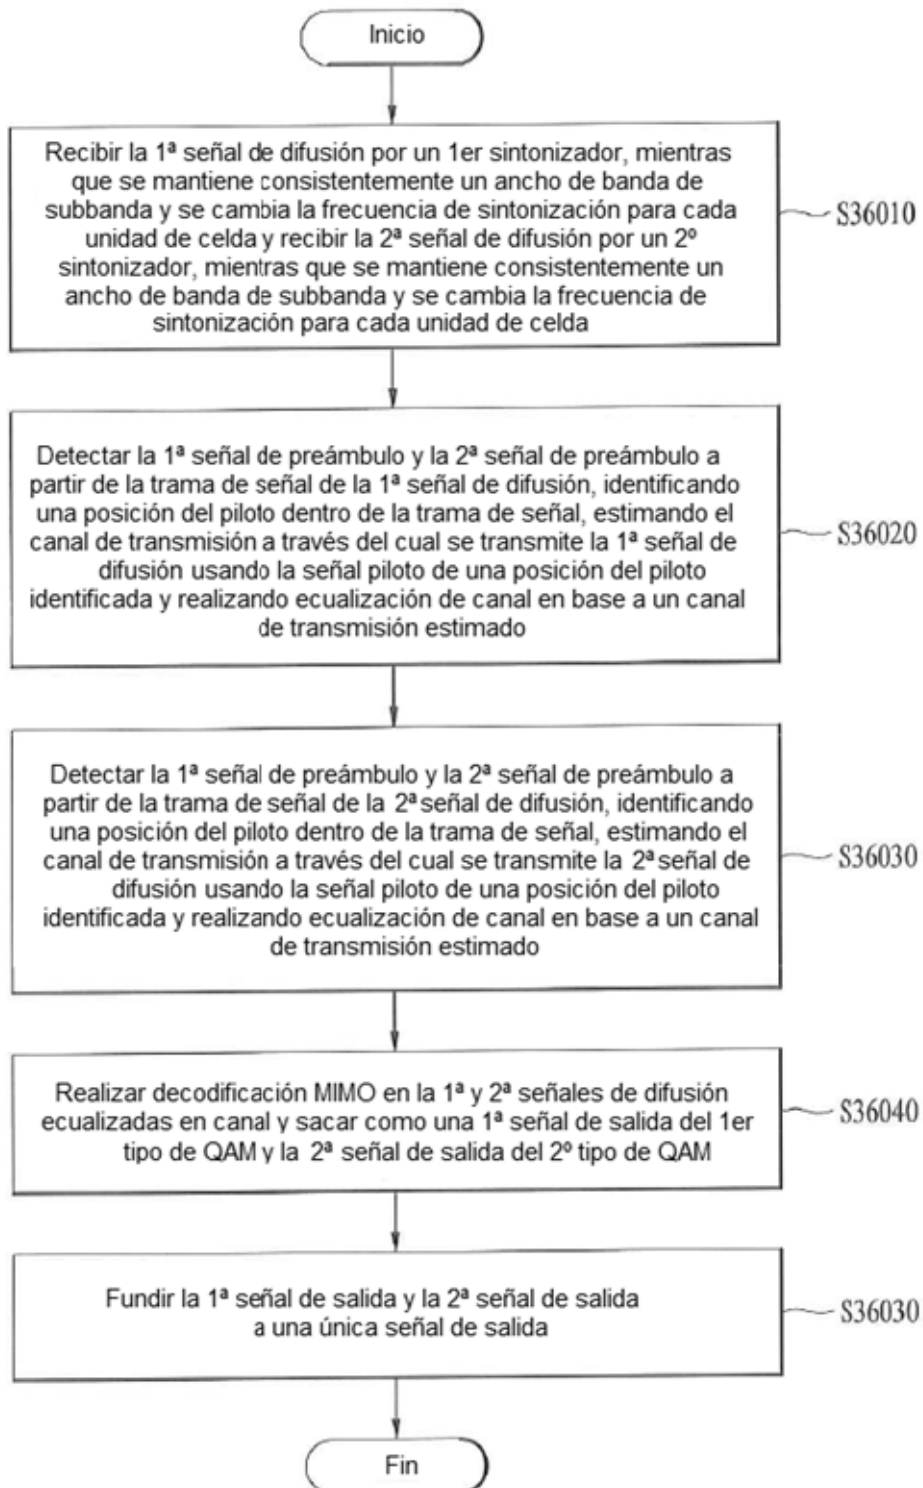 Inicio
Recibir la 1ª señal de difusión por un 1er sintonizador, mientras
que se mantiene consistentemente un ancho de banda de
subbanda y se cambia la frecuencia de sintonización para cada
unidad de celda y recibir la 2ª señal de difusión por un 2º
sintonizador, mientras que se mantiene consistentemente un
ancho de banda de subbanda y se cambia la frecuencia de
sintonización para cada unidad de celda
S36010
Detectar la 1ª señal de preámbulo y la 2ª señal de preámbulo a
partir de la trama de señal de la 1ª señal de difusión, identificando
una posición del piloto dentro de la trama de señal, estimando el
canal de transmisión a través del cual se transmite la 1ª señal de
difusión usando la señal piloto de una posición del piloto
identificada y realizando ecualización de canal en base a un canal
de transmisión estimado
S36020
Detectar la 1ª señal de preámbulo y la 2ª señal de preámbulo a
partir de la trama de señal de la 2ª señal de difusión, identificando
una posición del piloto dentro de la trama de señal, estimando el
canal de transmisión a través del cual se transmite la 2ª señal de
difusión usando la señal piloto de una posición del piloto
identificada y realizando ecualización de canal en base a un canal
de transmisión estimado
S36030
Realizar decodificación MIMO en la 1ª y 2ª señales de difusión
ecualizadas en canal y sacar como una 1ª señal de salida del 1er
tipo de QAM y la 2ª señal de salida del 2º tipo de QAM
S36040
Fundir la 1ª señal de salida y la 2ª señal de salida
a una única señal de salida
S36030
Fin